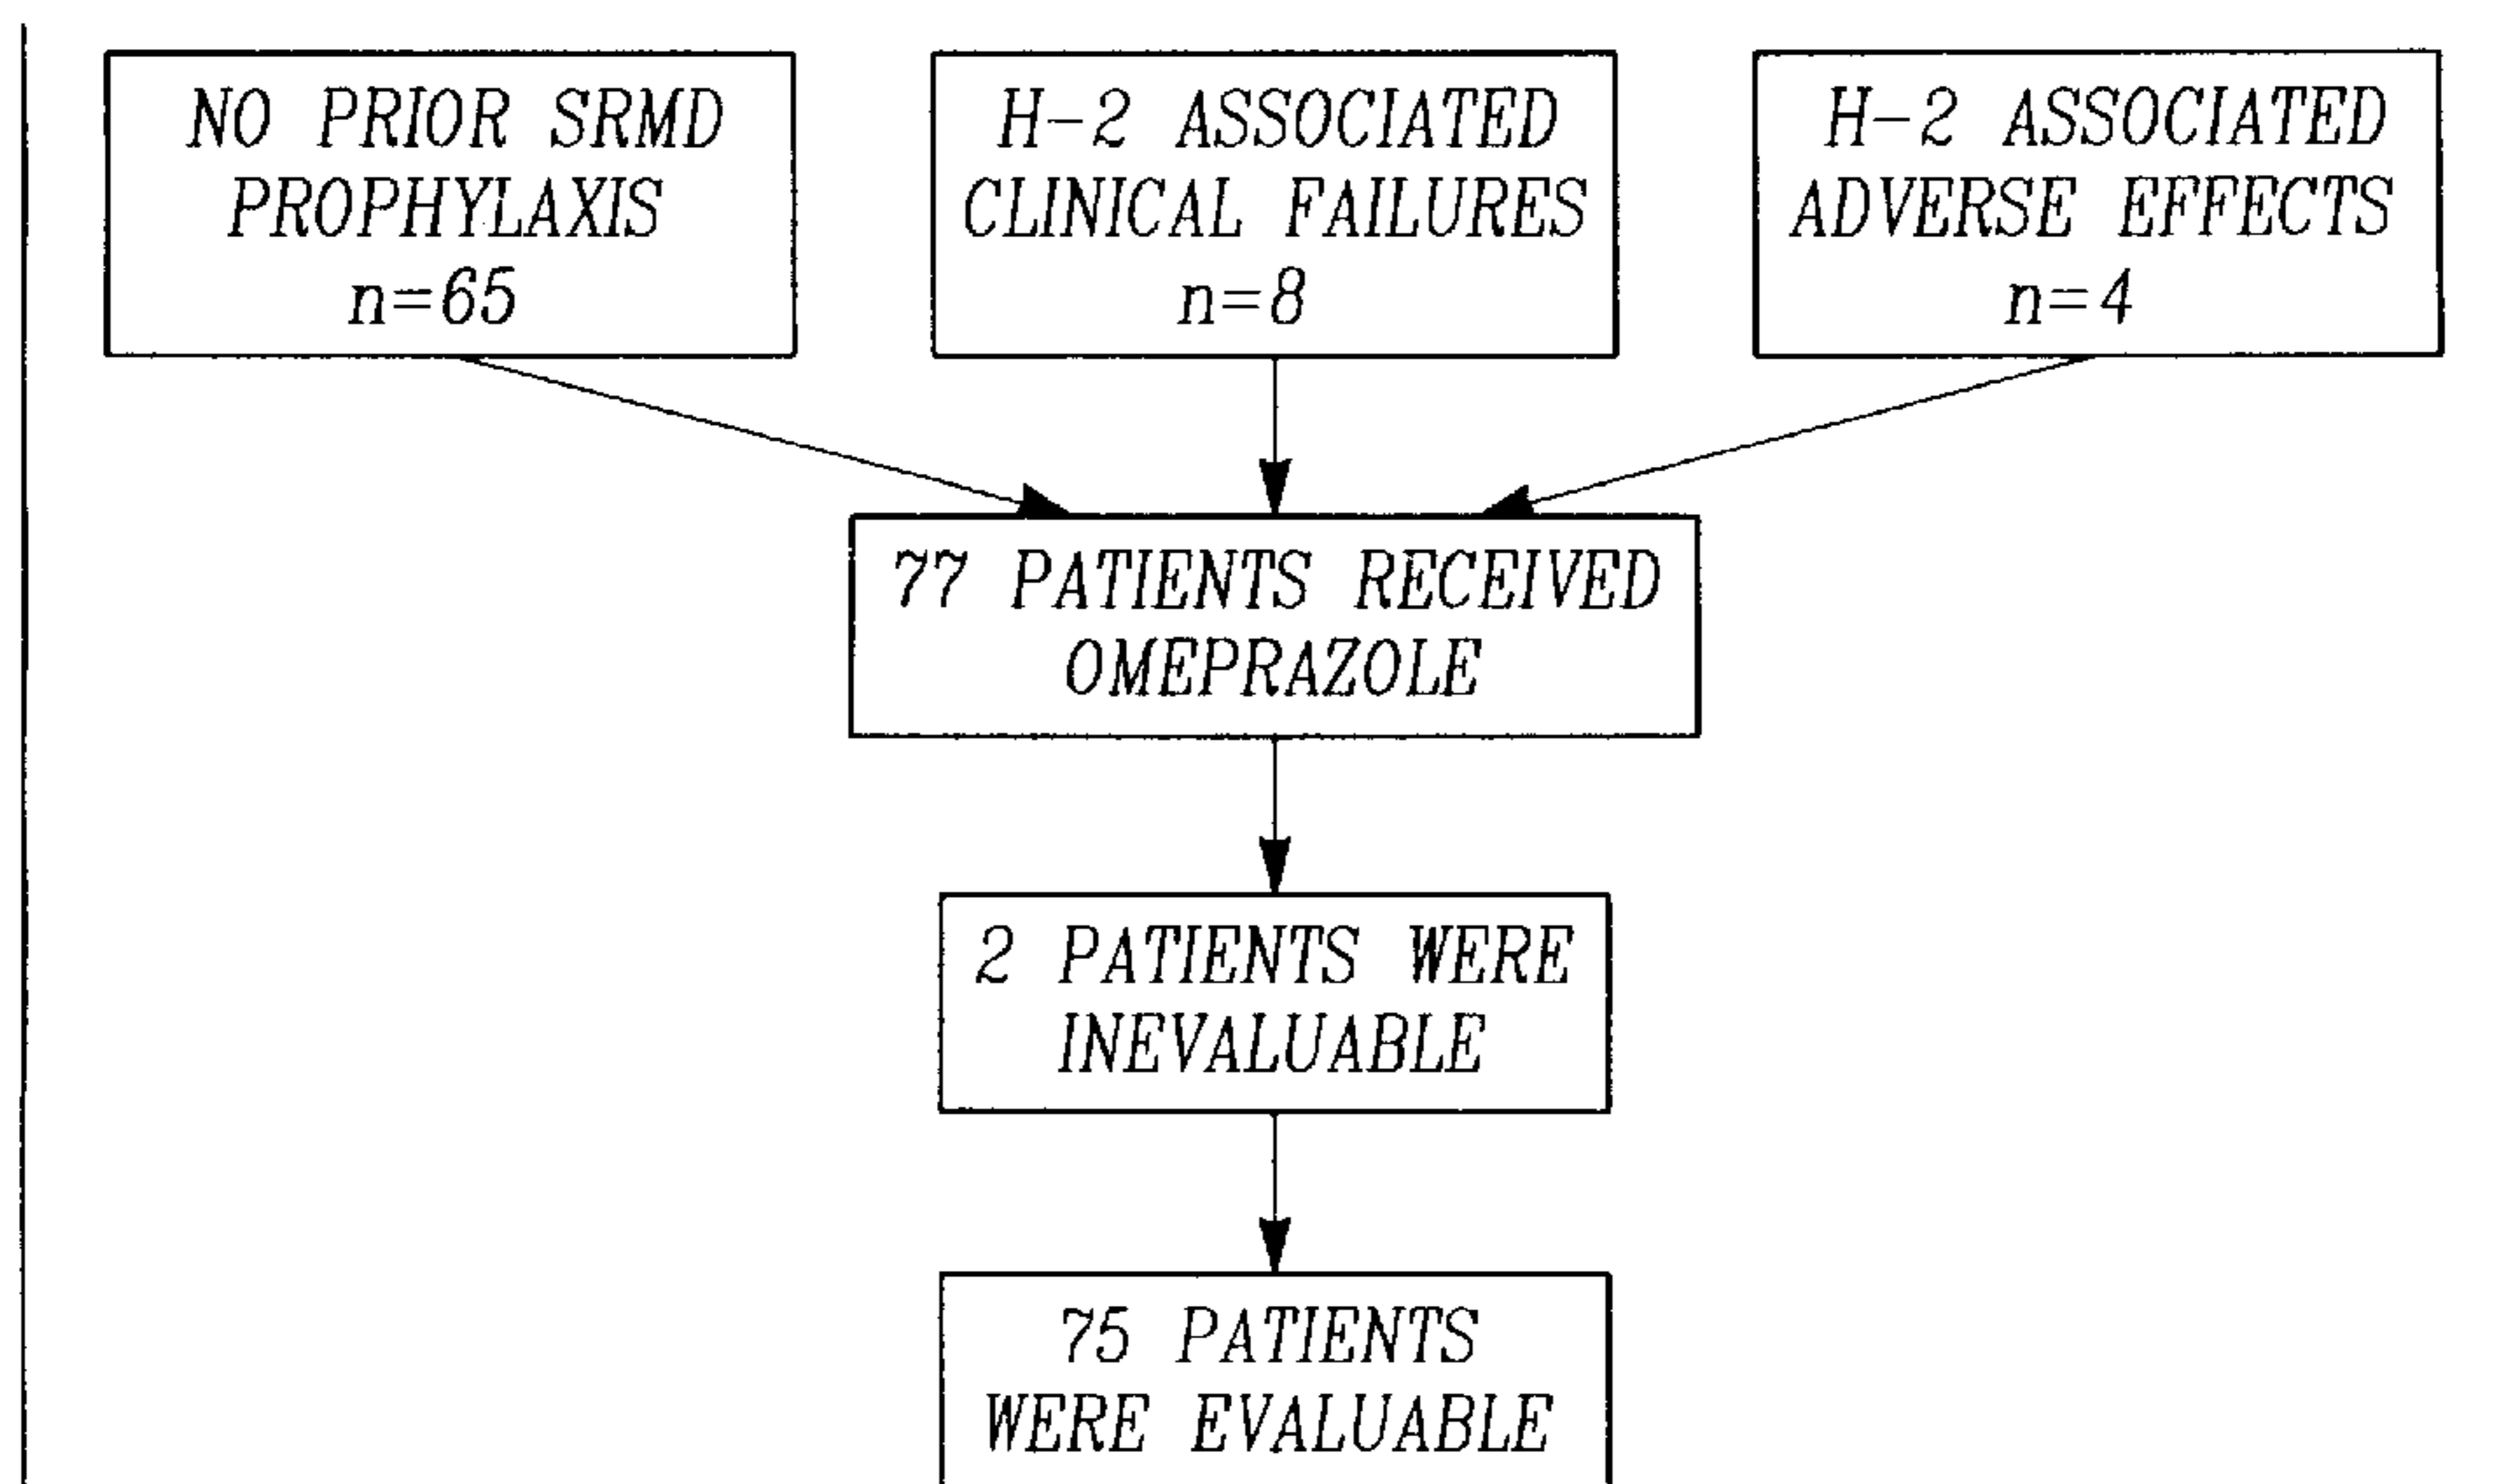 NO PRIOR SRMD
PROPHYLAXIS
n=65
H-2 ASSOCIATED
CLINICAL FAILURES
n=8
H-2 ASSOCIATED
ADVERSE EFFECTS
n=4
77 PATIENTS RECEIVED
OMEPRAZOLE
2 PATIENTS WERE
INEVALUABLE
75 PATIENTS
WERE EVALUABLE